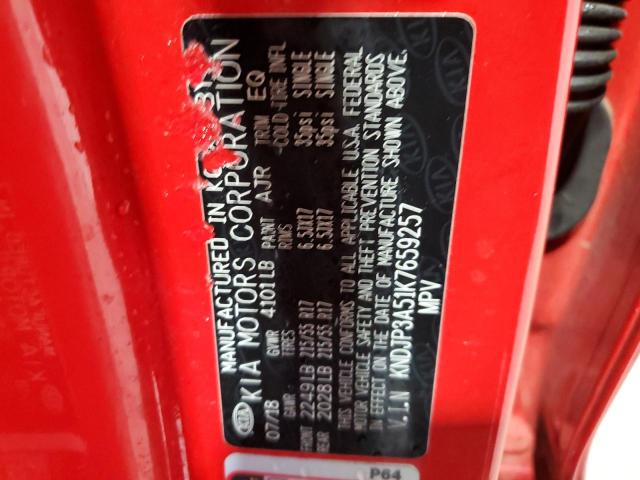 MANUFACTURED IN
KIA MOTORS CORPORATION
07/18 GVWR 4101LB PAINT AJR TRIM EQ
GAWR TIRES RIMS COLD TIRE INFL
FRONT 2249LB 215/55 R17 6.5JX17 35psi SINGLE
REAR 2028LB 215/55 R17 6.5JX17 35psi SINGLE
THIS VEHICLE CONFORMS TO ALL APPLICABLE U.S.A. FEDERAL
MOTOR VEHICLE SAFETY AND THEFT PREVENTION STANDARDS
IN EFFECT ON THE DATE OF MANUFACTURE SHOWN ABOVE.
V.I.N KNDJP3A51K7659257
MPV
P64